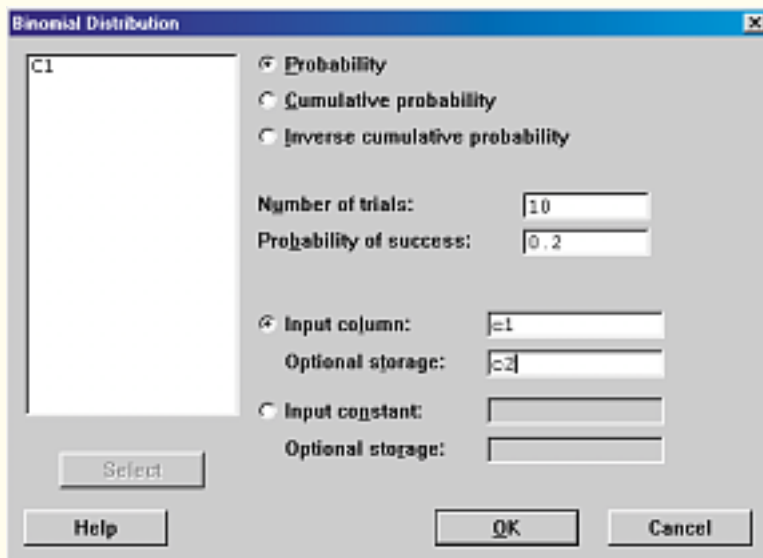 Binomial Distribution
C1
Probability
Cumulative probability
Inverse cumulative probability
Number of trials: 10
Probability of success: 0.2
Input column: c1
Optional storage: c2
Input constant:
Optional storage:
Select
Help
OK
Cancel